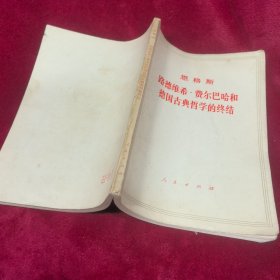 恩格斯
路德维希·费尔巴哈和
德国古典哲学的终结
人民出版社